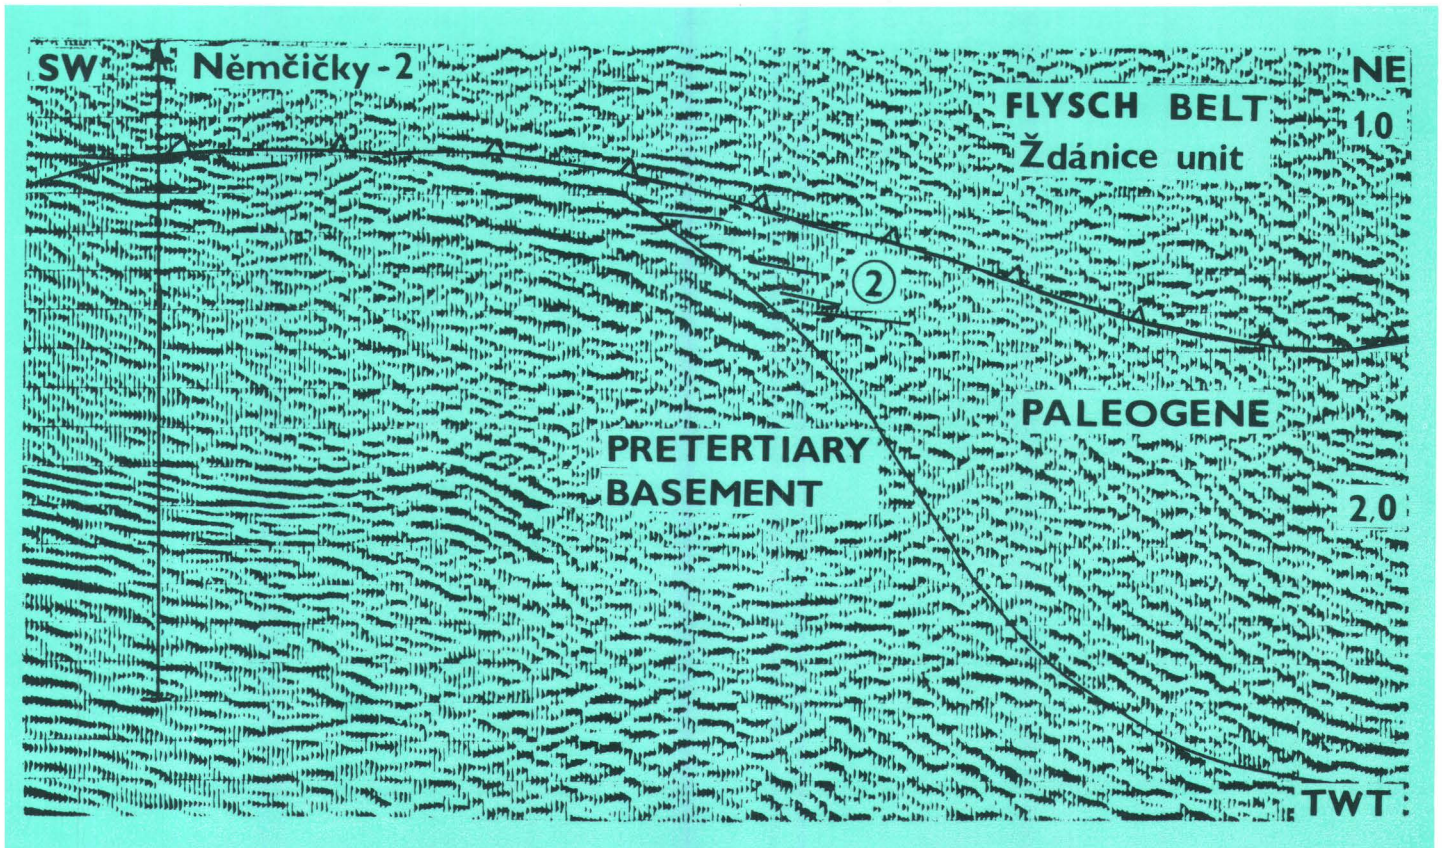 SW
Němčičky-2
NE
FLYSCH BELT
1.0
Ždánice unit
2
PALEOGENE
PRETERTIARY
BASEMENT
2.0
TWT